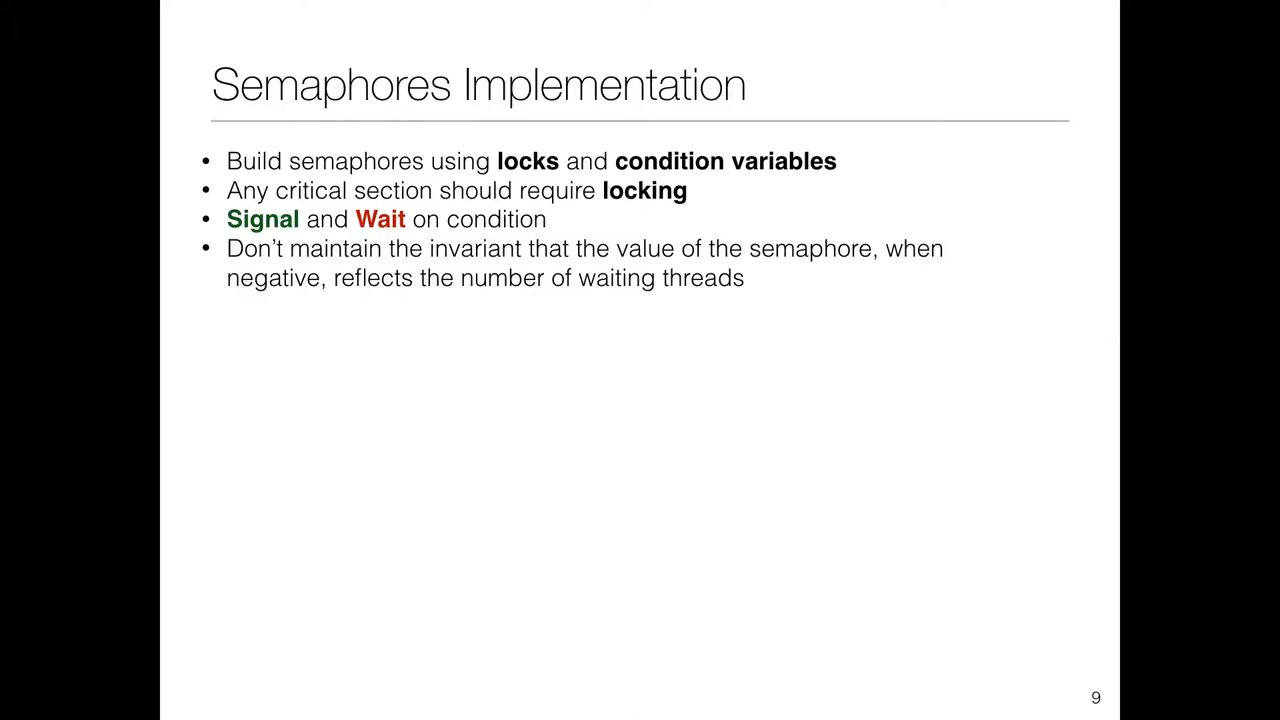 Semaphores Implementation
• Build semaphores using locks and condition variables
• Any critical section should require locking
• Signal and Wait on condition
• Don’t maintain the invariant that the value of the semaphore, when
negative, reflects the number of waiting threads
9